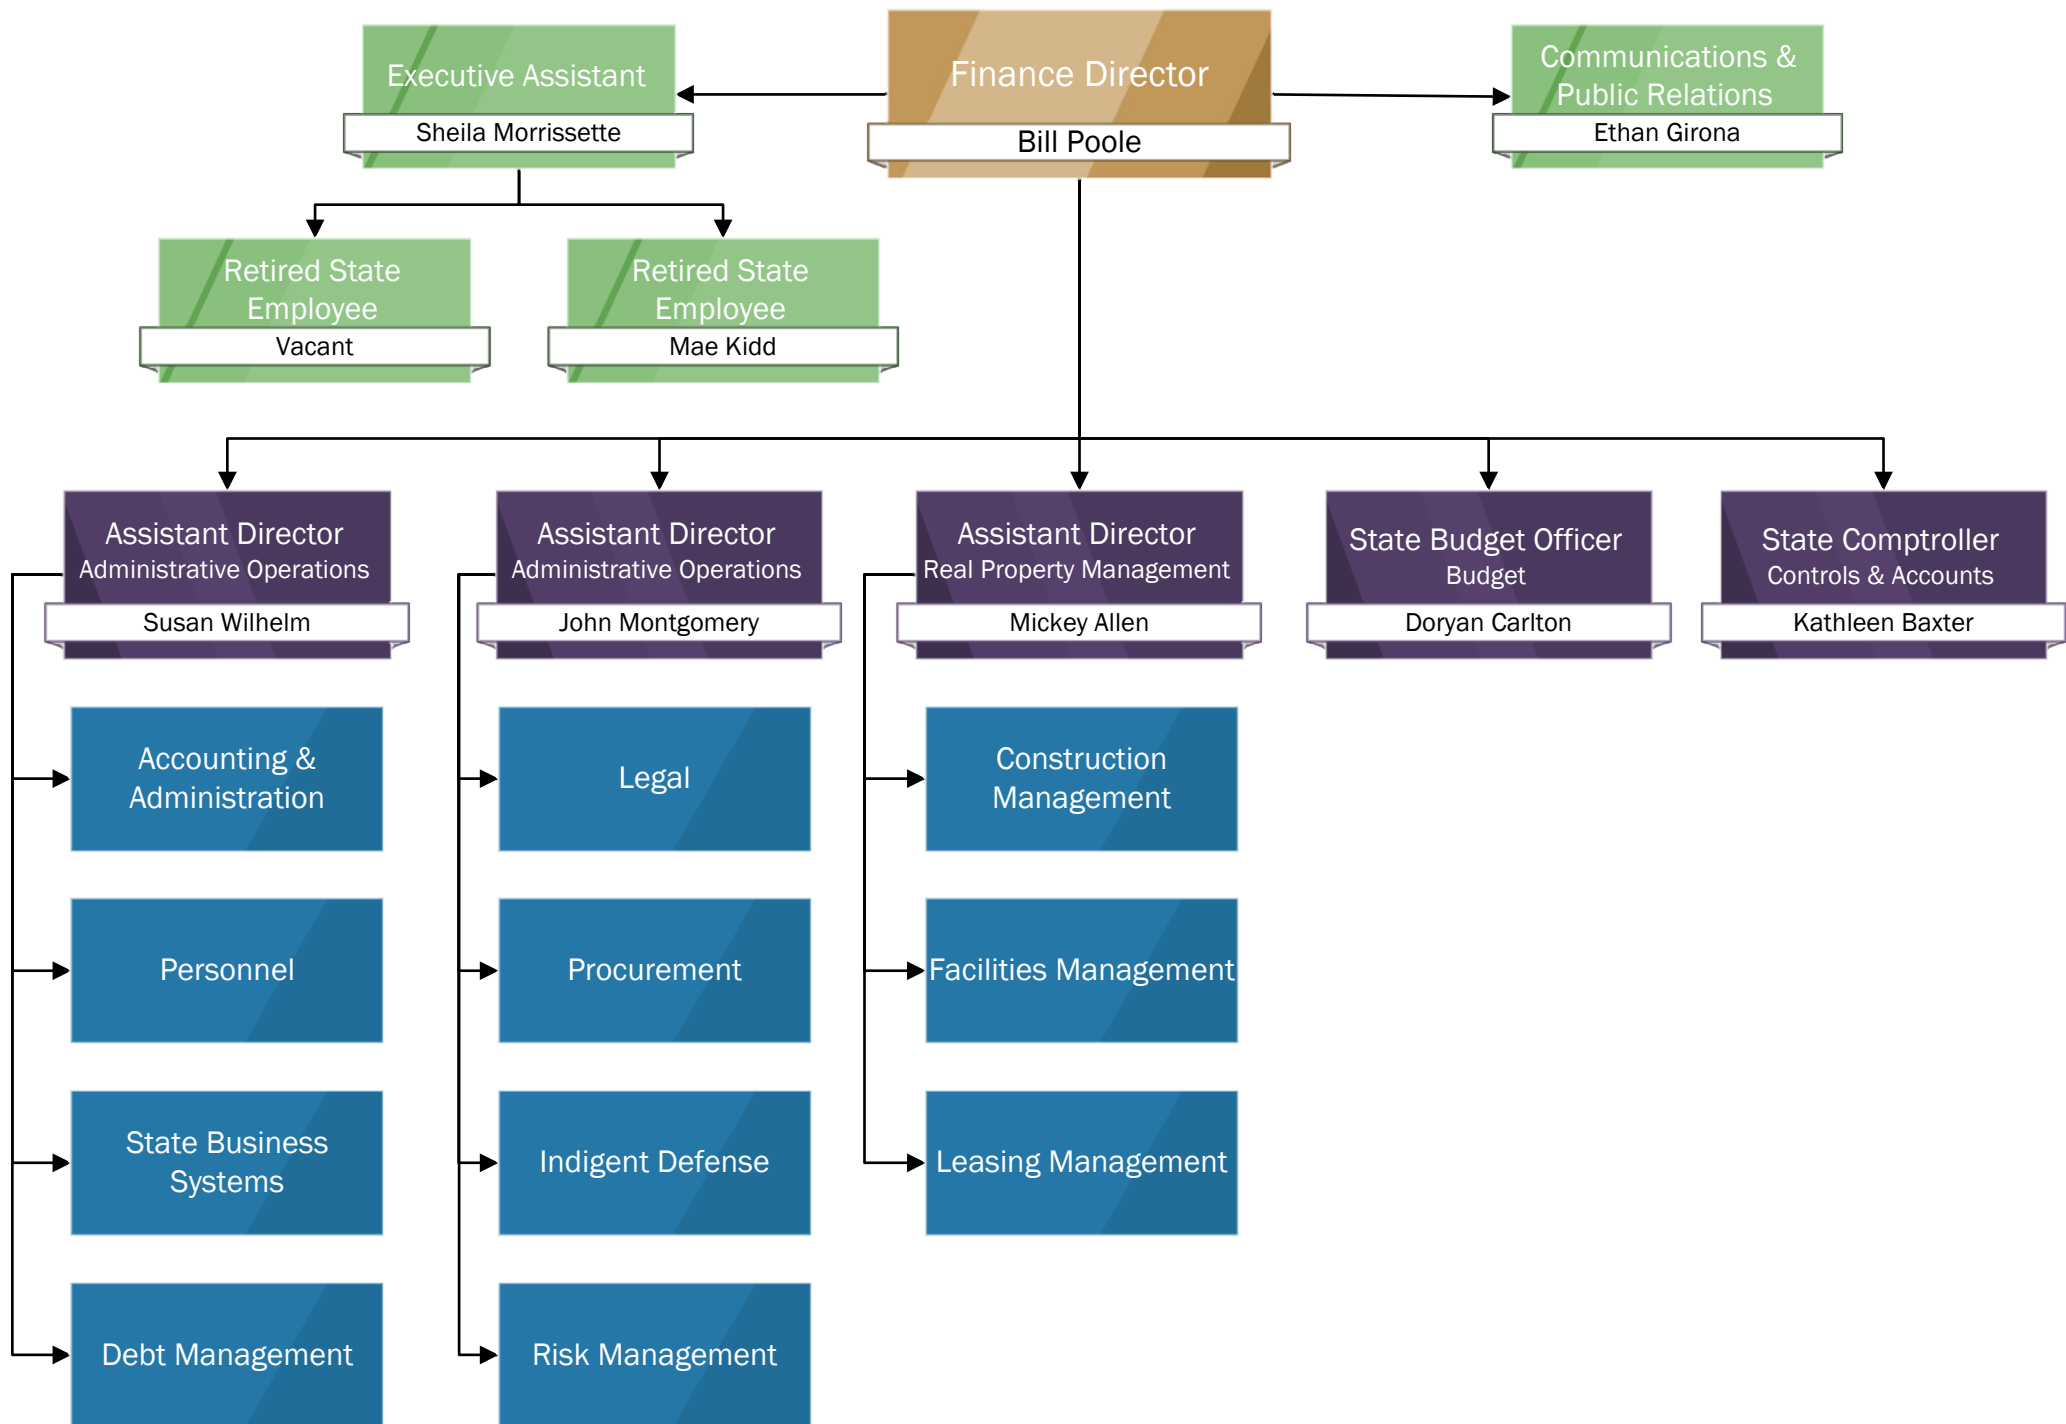 Executive Assistant
Sheila Morrissette
Finance Director
Bill Poole
Communications &
Public Relations
Ethan Girona
Retired State
Employee
Vacant
Retired State
Employee
Mae Kidd
Assistant Director
Administrative Operations
Susan Wilhelm
Assistant Director
Administrative Operations
John Montgomery
Assistant Director
Real Property Management
Mickey Allen
State Budget Officer
Budget
Doryan Carlton
State Comptroller
Controls & Accounts
Kathleen Baxter
Accounting &
Administration
Legal
Construction
Management
Personnel
Procurement
Facilities Management
State Business
Systems
Indigent Defense
Leasing Management
Debt Management
Risk Management